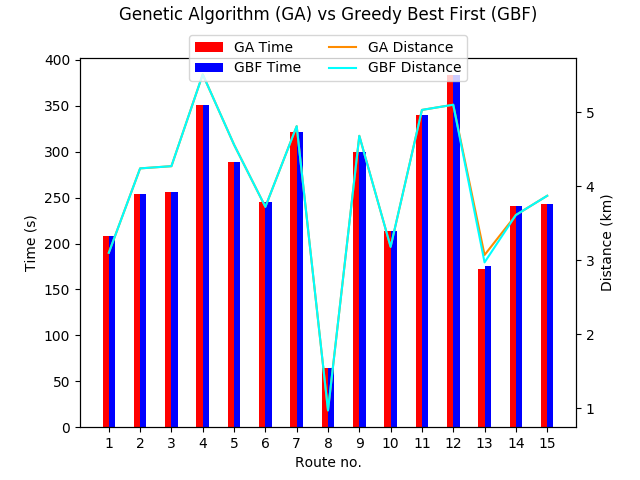 Genetic Algorithm (GA) vs Greedy Best First (GBF)
GA Time
GBF Time
GA Distance
GBF Distance
400
350
300
250
200
150
100
50
0
Time (s)
5
4
3
2
1
Distance (km)
1 2 3 4 5 6 7 8 9 10 11 12 13 14 15
Route no.